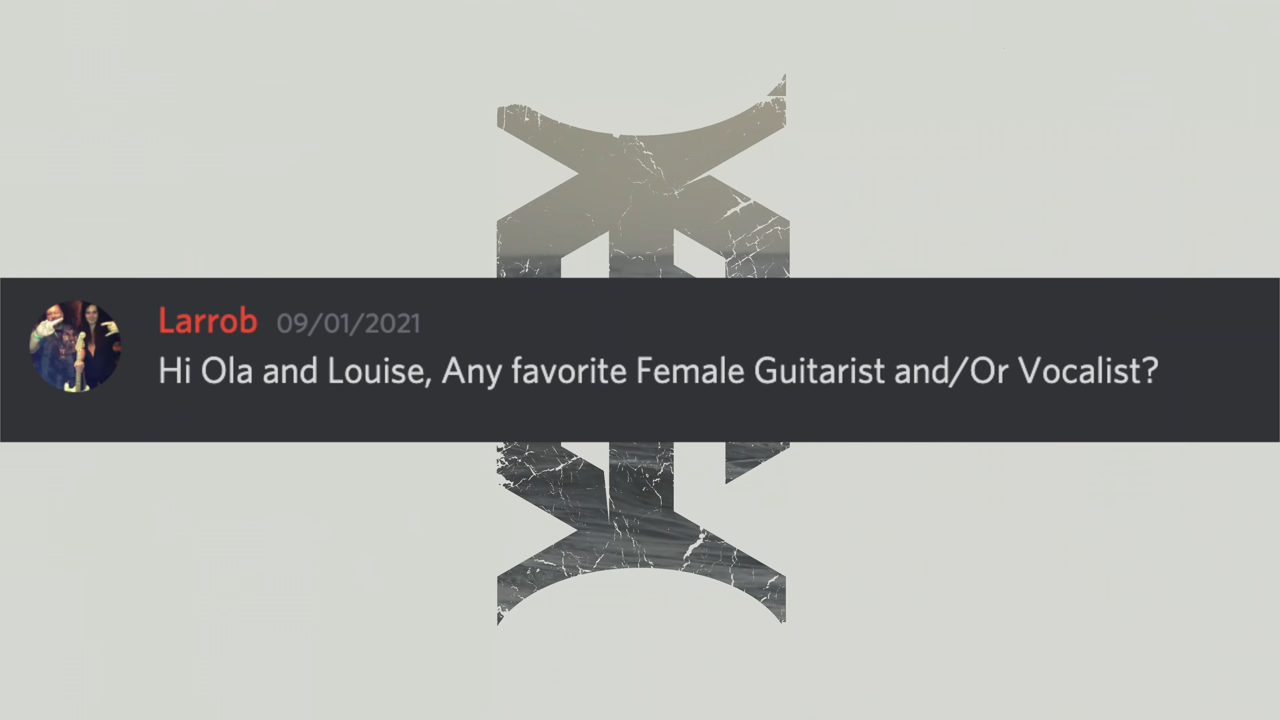 Larrob 09/01/2021
Hi Ola and Louise, Any favorite Female Guitarist and/Or Vocalist?